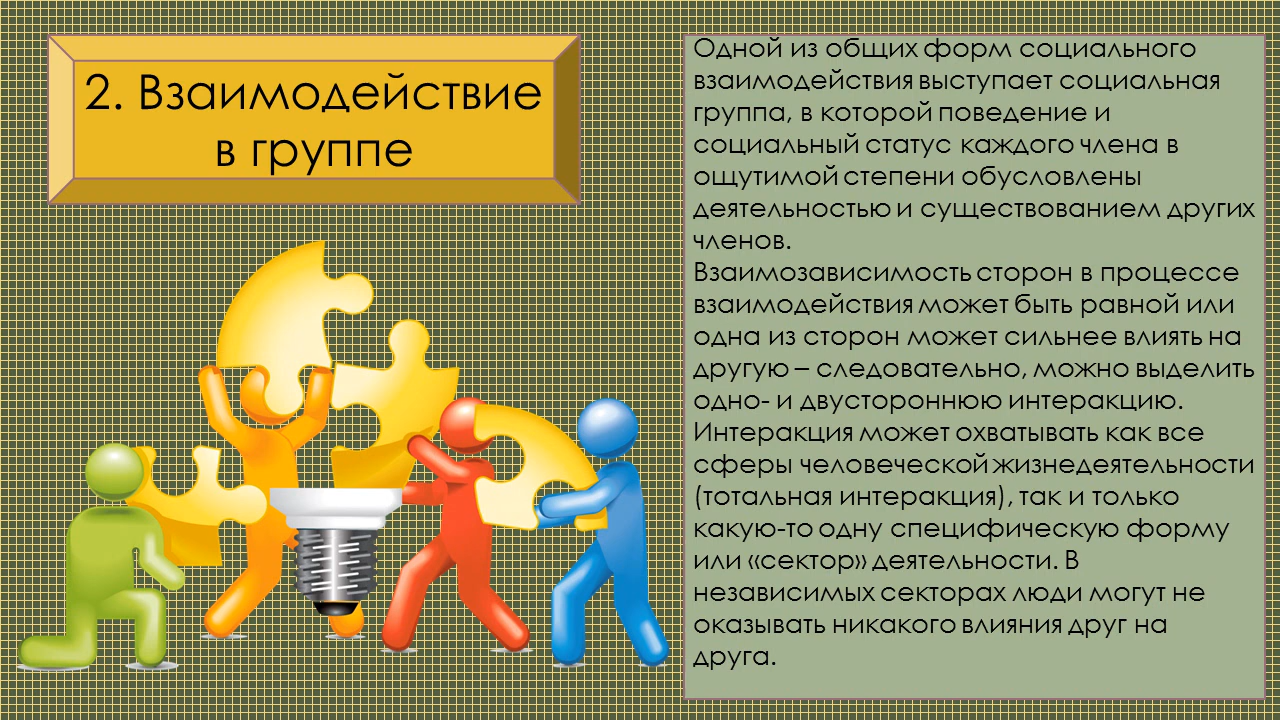 2. Взаимодействие
в группе
Одной из общих форм социального
взаимодействия выступает социальная
группа, в которой поведение и
социальный статус каждого члена в
ощутимой степени обусловлены
деятельностью и существованием других
членов.
Взаимозависимость сторон в процессе
взаимодействия может быть равной или
одна из сторон может сильнее влиять на
другую – следовательно, можно выделить
одно- и двустороннюю интеракцию.
Интеракция может охватывать как все
сферы человеческой жизнедеятельности
(тотальная интеракция), так и только
какую-то одну специфическую форму
или «сектор» деятельности. В
независимых секторах люди могут не
оказывать никакого влияния друг на
друга.